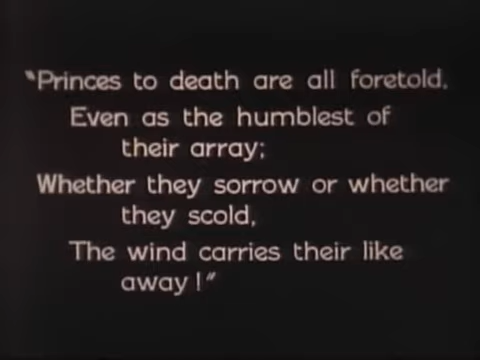 "Princes to death are all foretold,
Even as the humblest of
their array;
Whether they sorrow or whether
they scold,
The wind carries their like
away!"